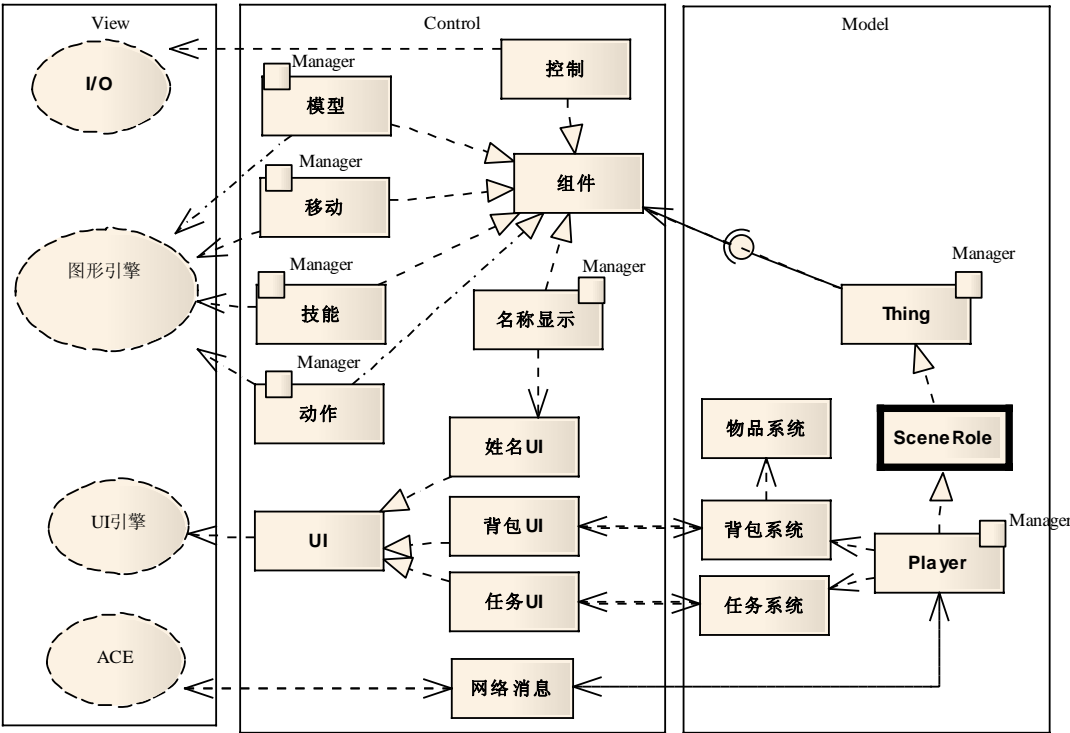 View
Control
Model
I/O
图形引擎
UI引擎
ACE
控制
Manager
模型
Manager
移动
Manager
技能
Manager
动作
组件
Manager
名称显示
姓名UI
背包UI
任务UI
UI
网络消息
Manager
Thing
SceneRole
物品系统
背包系统
任务系统
Manager
Player